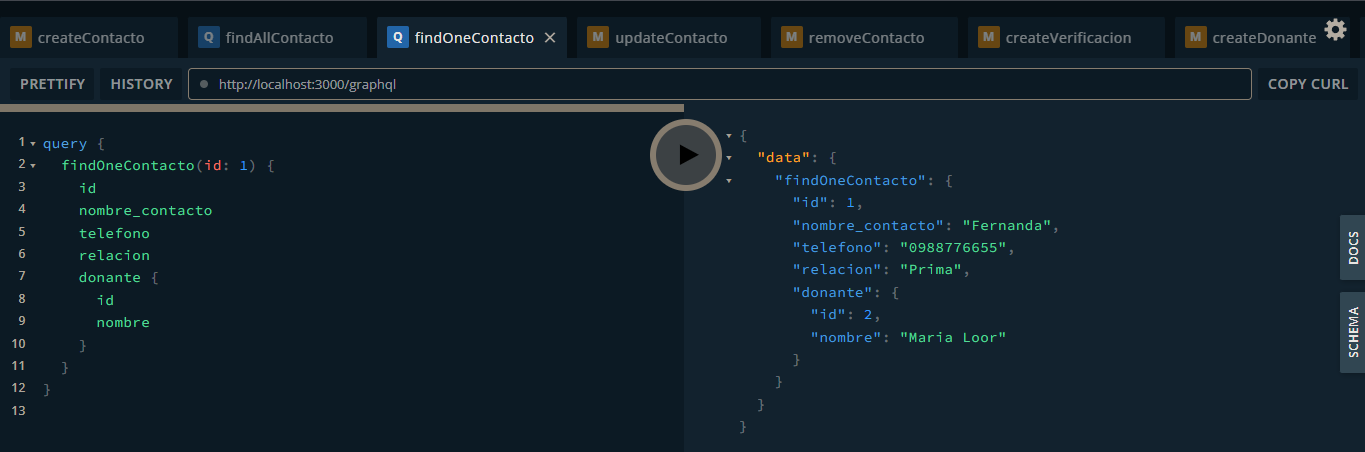 M createContacto Q findAllContacto Q findOneContacto × M updateContacto M removeContacto M createVerificacion M createDonante
PRETTIFY HISTORY http://localhost:3000/graphql COPY CURL
1 query {
2 findOneContacto(id: 1) {
3 id
4 nombre_contacto
5 telefono
6 relacion
7 donante {
8 id
9 nombre
10 }
11 }
12 }
13
{
"data": {
"findOneContacto": {
"id": 1,
"nombre_contacto": "Fernanda",
"telefono": "0988776655",
"relacion": "Prima",
"donante": {
"id": 2,
"nombre": "Maria Loor"
}
}
}
}
DOCS
SCHEMA